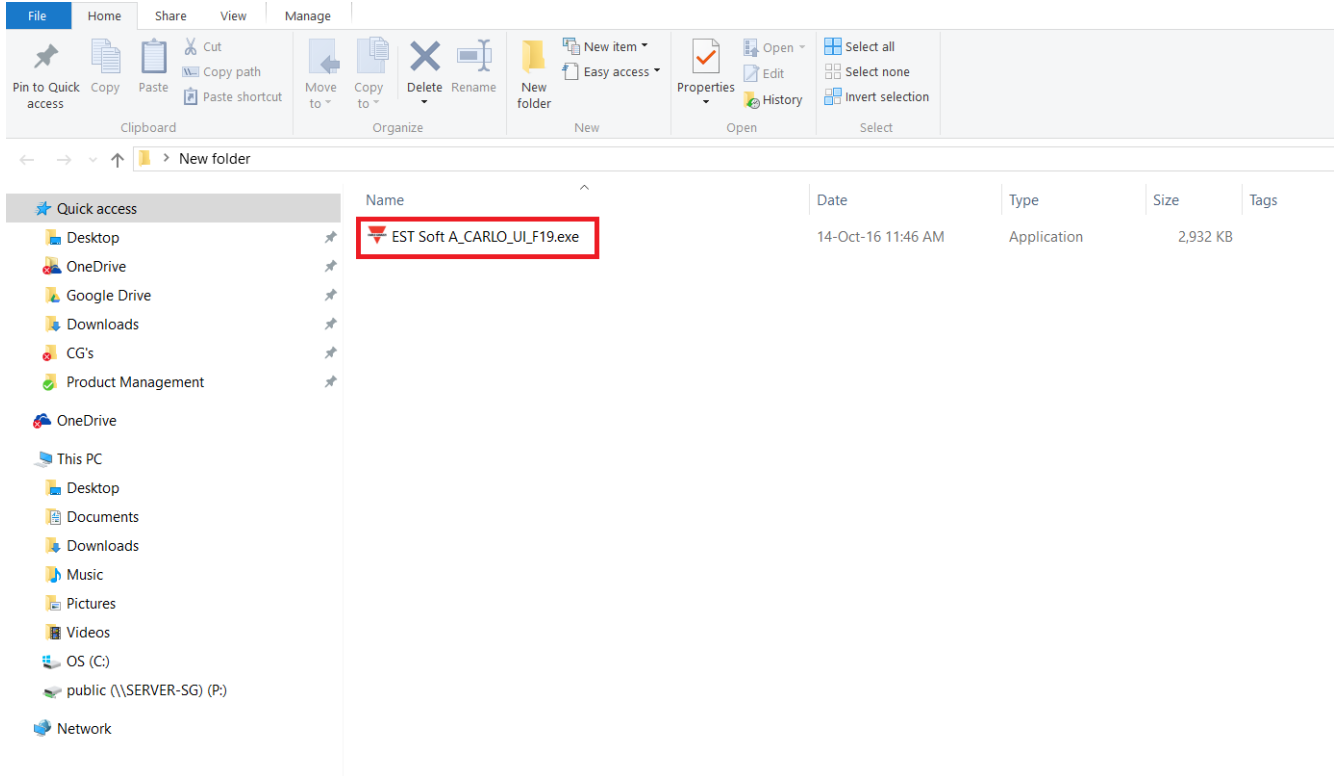 File Home Share View Manage
Pin to Quick access
Copy
Paste
Cut
Copy path
Paste shortcut
Clipboard
Move to
Copy to
Delete
Rename
Organize
New folder
New item
Easy access
New
Properties
Open
Edit
History
Open
Select all
Select none
Invert selection
Select
New folder
Name Date Type Size Tags
EST Soft A_CARLO_UI_F19.exe 14-Oct-16 11:46 AM Application 2,932 KB
Quick access
Desktop
OneDrive
Google Drive
Downloads
CG's
Product Management
OneDrive
This PC
Desktop
Documents
Downloads
Music
Pictures
Videos
OS (C:)
public (\\SERVER-SG) (P:)
Network